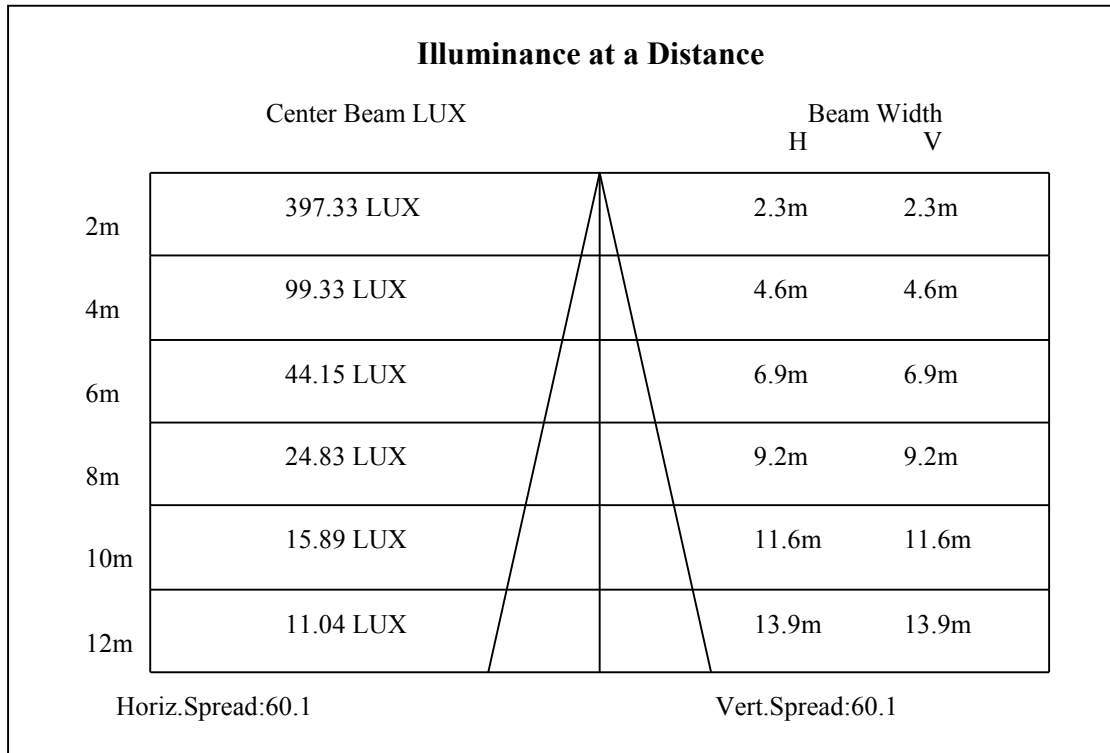 Illuminance at a Distance
Center Beam LUX Beam Width
H V
2m 397.33 LUX 2.3m 2.3m
4m 99.33 LUX 4.6m 4.6m
6m 44.15 LUX 6.9m 6.9m
8m 24.83 LUX 9.2m 9.2m
10m 15.89 LUX 11.6m 11.6m
12m 11.04 LUX 13.9m 13.9m
Horiz.Spread:60.1 Vert.Spread:60.1